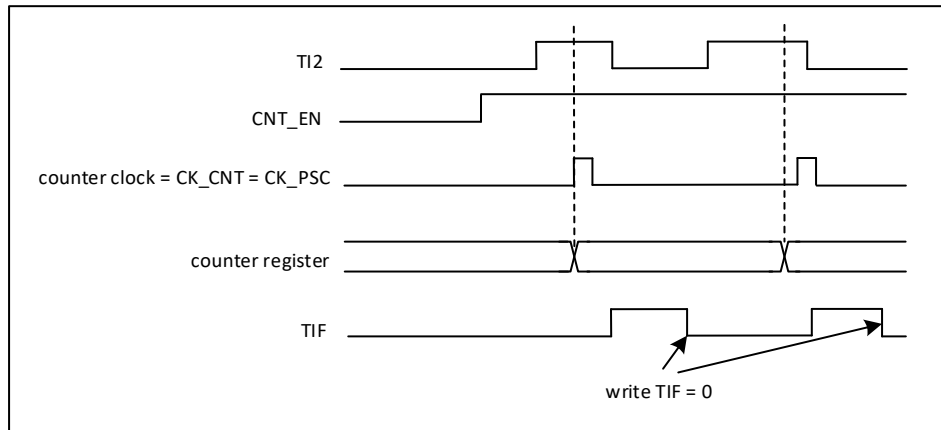 TI2
CNT_EN
counter clock = CK_CNT = CK_PSC
counter register
TIF
write TIF = 0